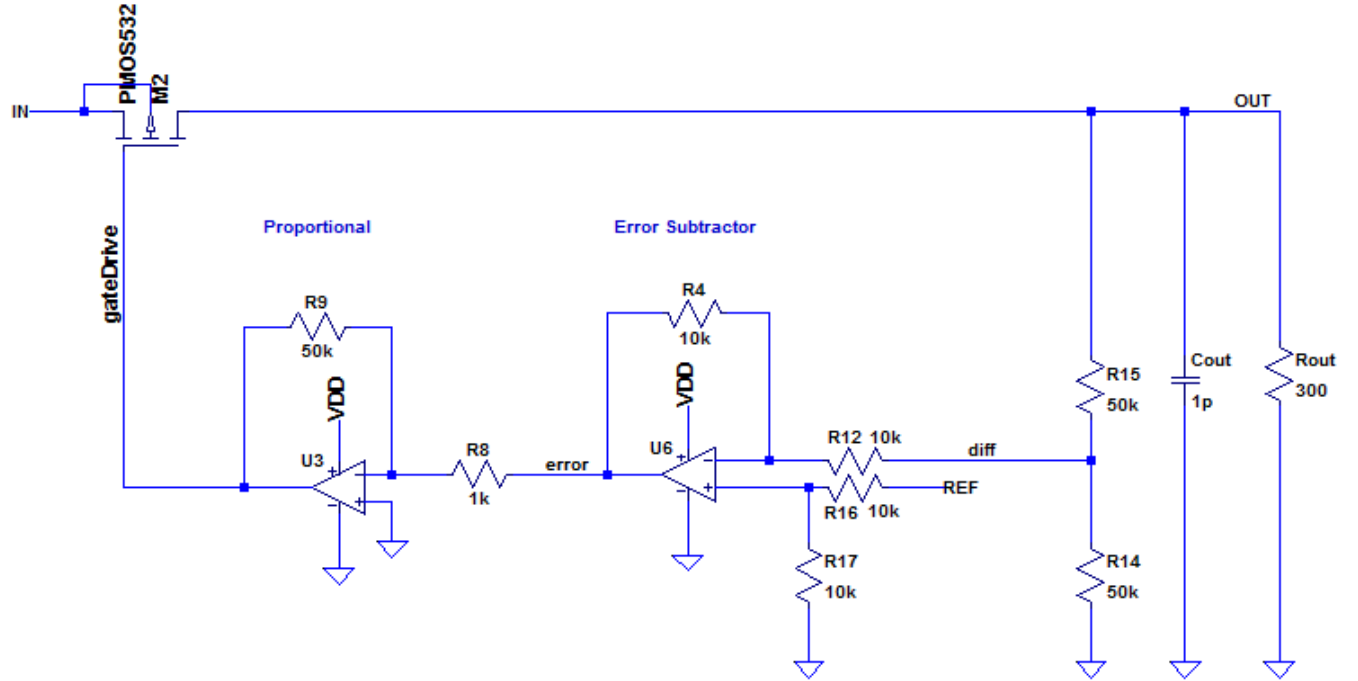 PMOS532
M2
IN
OUT
gateDrive
Proportional
Error Subtractor
R9
50k
R4
10k
VDD
VDD
U3
R8
1k
error
U6
R12 10k
diff
R16 10k
REF
R17
10k
R15
50k
R14
50k
Cout
1p
Rout
300